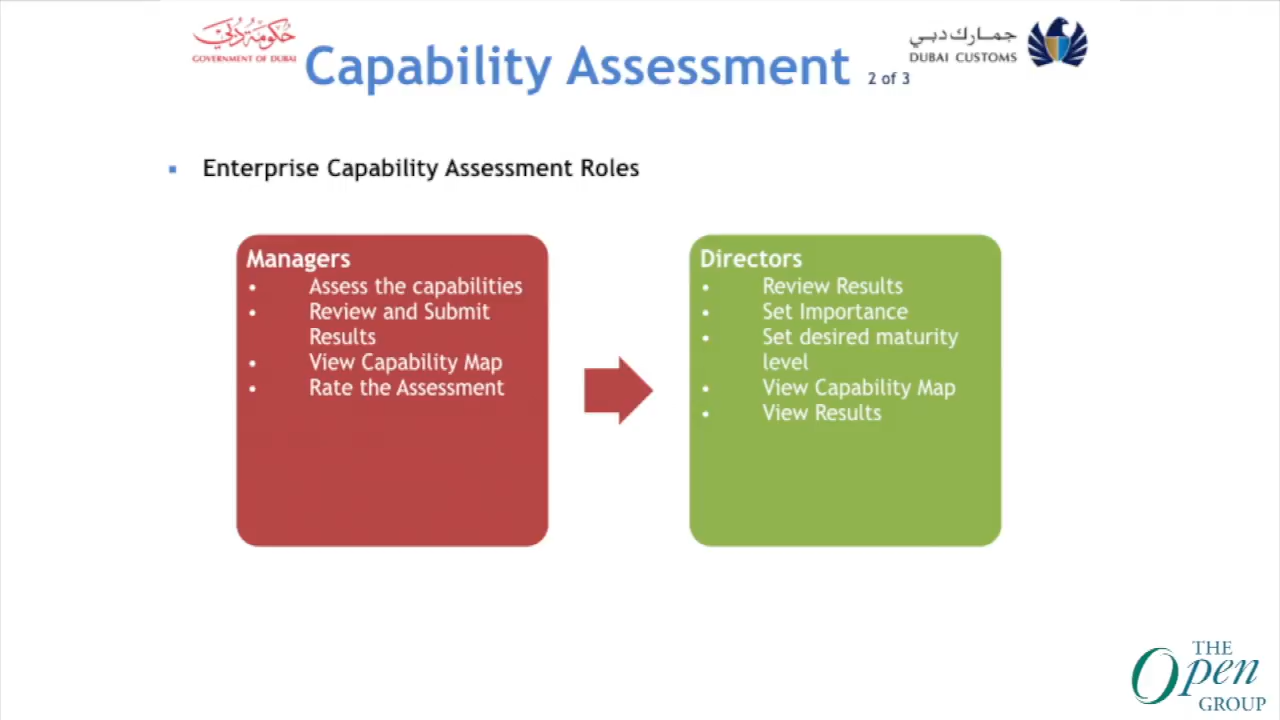 حكومة دبي
GOVERNMENT OF DUBAI
Capability Assessment 2 of 3
جمارك دبي
DUBAI CUSTOMS
▪ Enterprise Capability Assessment Roles
Managers
• Assess the capabilities
• Review and Submit
Results
• View Capability Map
• Rate the Assessment
Directors
• Review Results
• Set Importance
• Set desired maturity
level
• View Capability Map
• View Results
THE
Open
GROUP